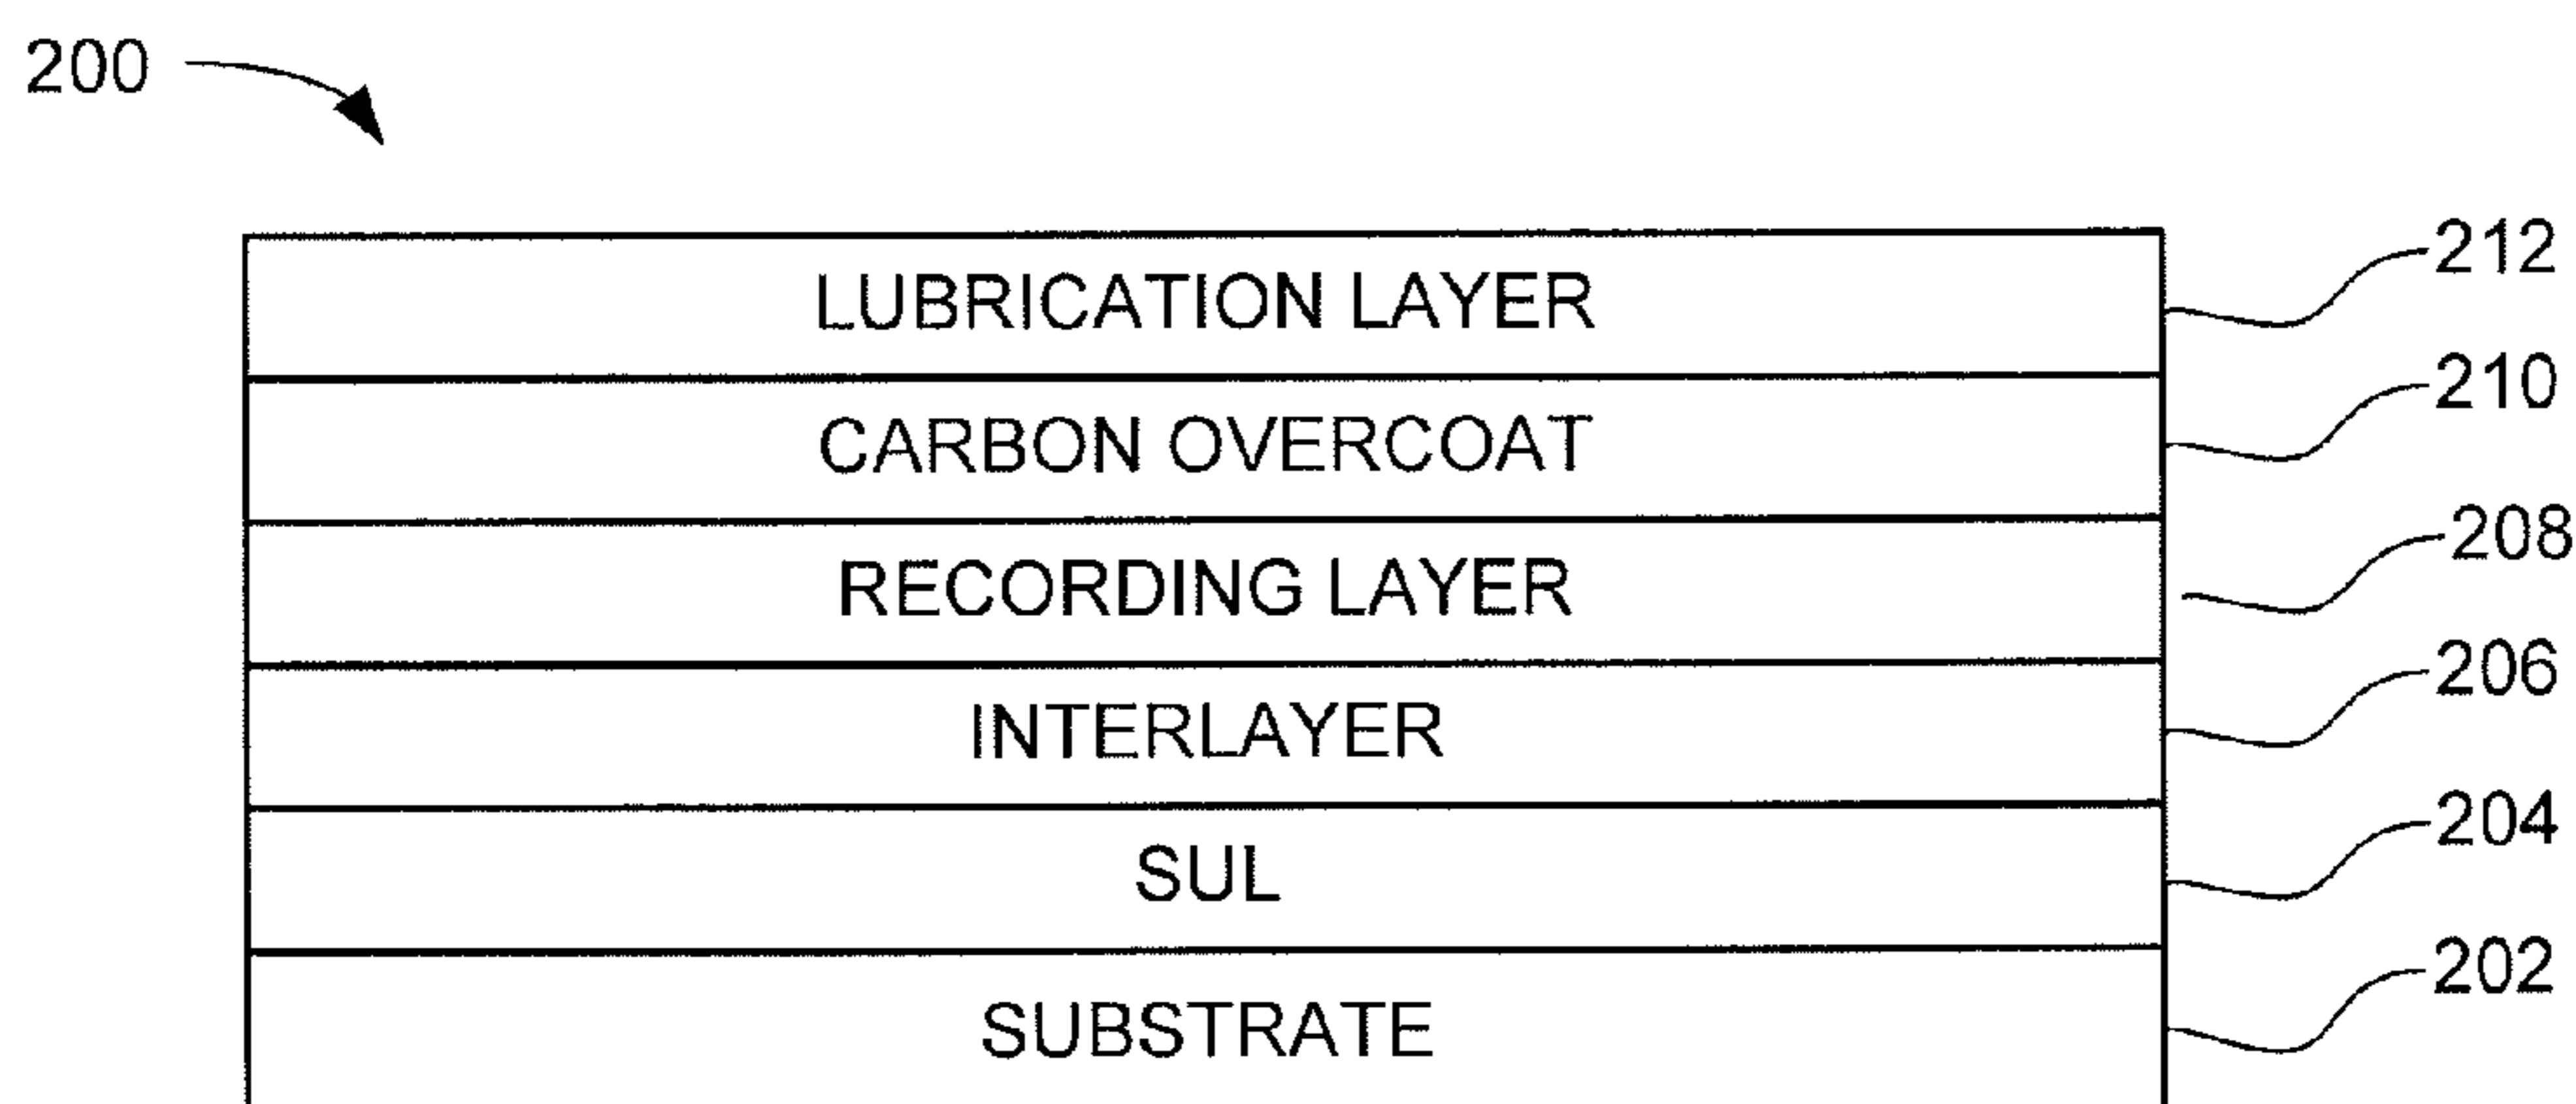 200
LUBRICATION LAYER 212
CARBON OVERCOAT 210
RECORDING LAYER 208
INTERLAYER 206
SUL 204
SUBSTRATE 202